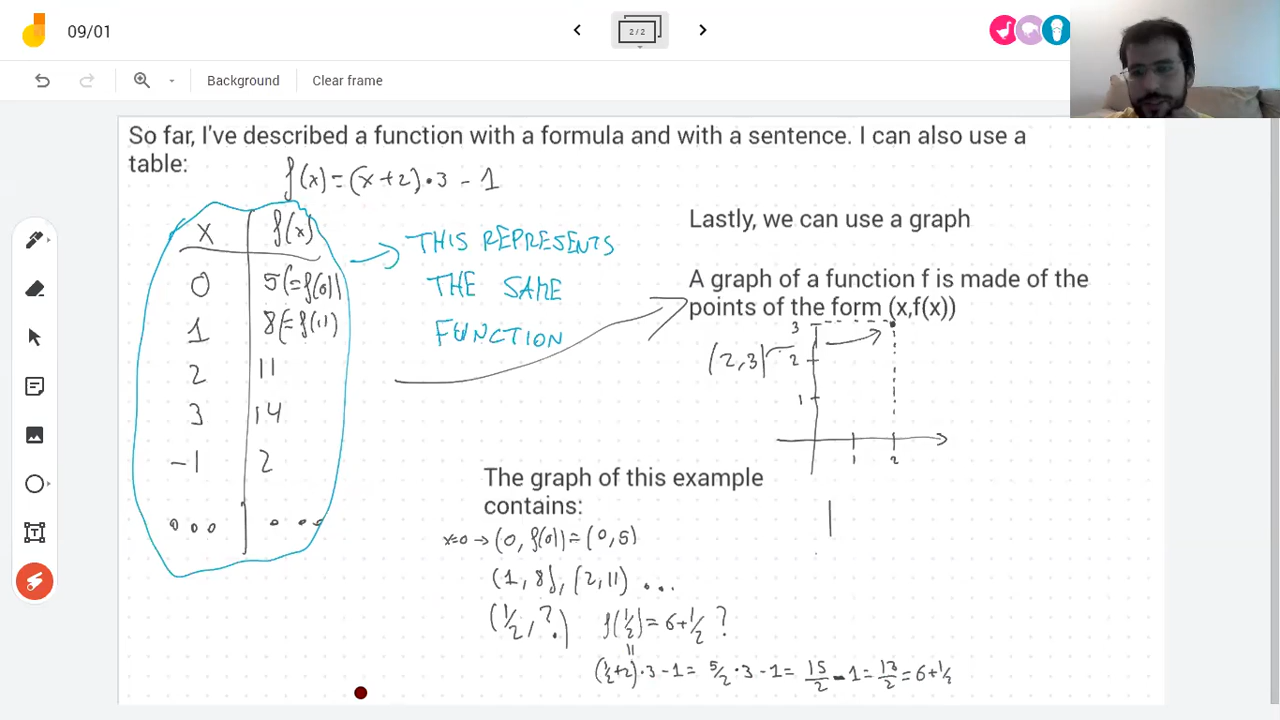 09/01
2/2
Background
Clear frame
So far, I've described a function with a formula and with a sentence. I can also use a
table:
f(x)=(x+2)•3 - 1
x | f(x)
0 | 5(=f(0))
1 | 8(=f(1))
2 | 11
3 | 14
-1 | 2
... | ...
→ THIS REPRESENTS
THE SAME
FUNCTION
Lastly, we can use a graph
A graph of a function f is made of the
points of the form (x,f(x))
3
(2,3) 2
1
1 2
The graph of this example
contains:
x=0 → (0, f(0))=(0,5)
(1, 8), (2,11) ...
(1/2, ?) f(1/2)=6+1/2 ?
=
(1/2+2)•3-1= 5/2•3-1= 15/2-1=13/2=6+1/2